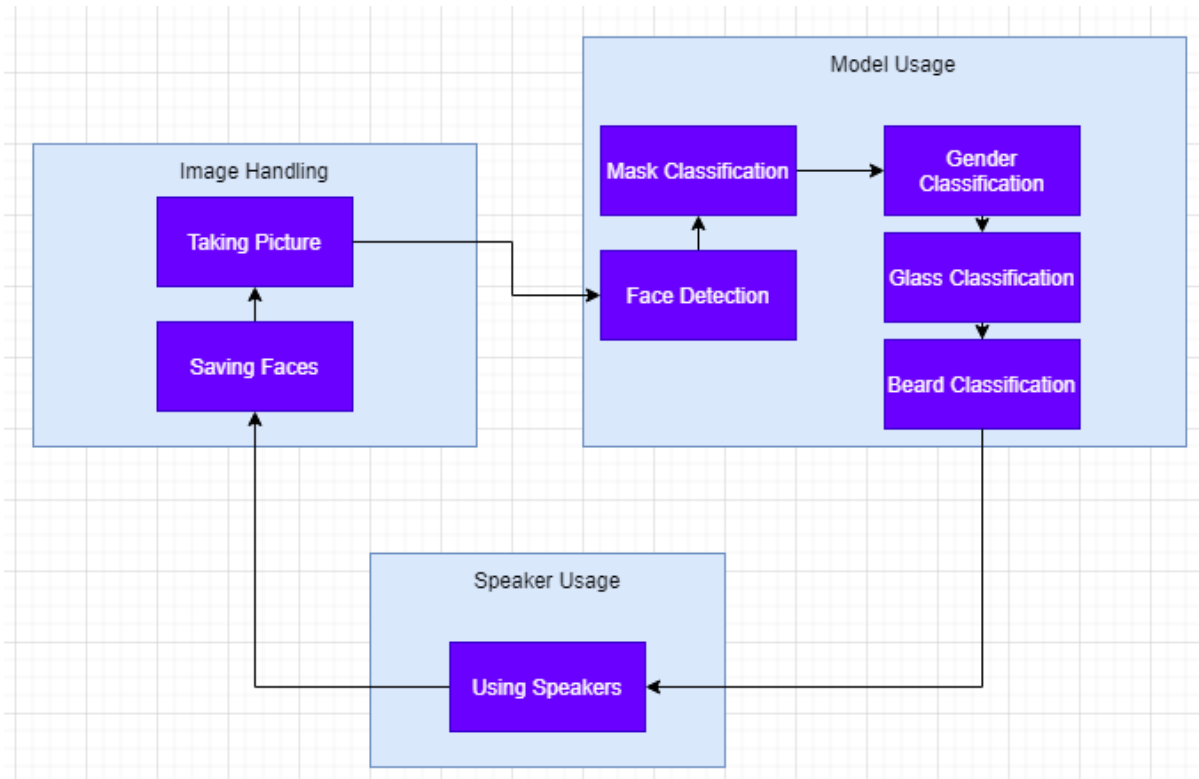 Image Handling
Taking Picture
Saving Faces
Model Usage
Mask Classification
Face Detection
Gender
Classification
Glass Classification
Beard Classification
Speaker Usage
Using Speakers